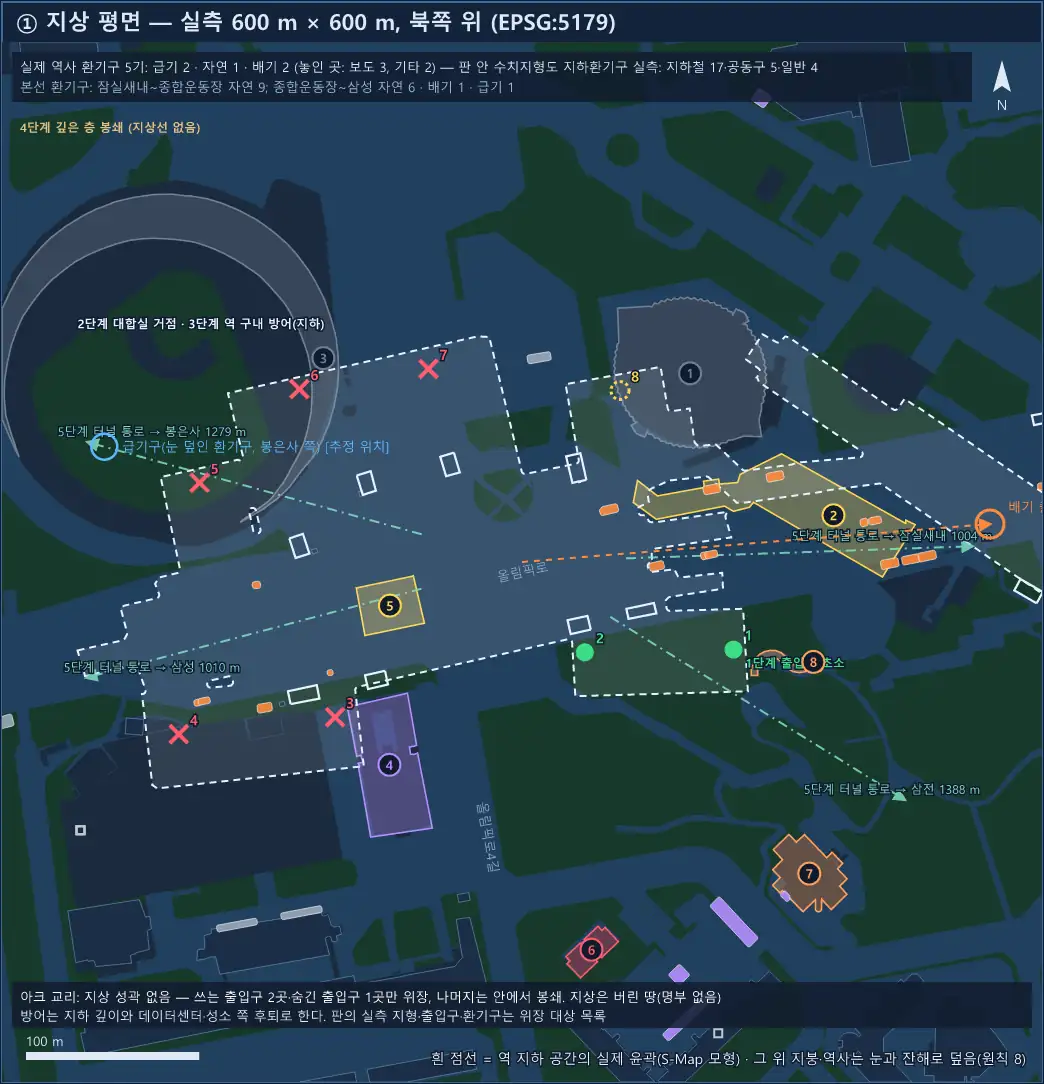 ① 지상 평면 — 실측 600 m × 600 m, 북쪽 위 (EPSG:5179)
실제 역사 환기구 5기: 급기 2 · 자연 1 · 배기 2 (놓인 곳: 보도 3, 기타 2) — 판 안 수치지형도 지하환기구 실측: 지하철 17·공동구 5·일반 4
본선 환기구: 잠실새내~종합운동장 자연 9; 종합운동장~삼성 자연 6 · 배기 1 · 급기 1
N
4단계 깊은 층 봉쇄 (지상선 없음)
2단계 대합실 거점 · 3단계 역 구내 방어(지하)
3
6
7
8
1
5단계 터널 통로 → 봉은사 1279 m
급기구(눈 덮인 환기구, 봉은사 쪽) [추정 위치]
5
2
배기
5단계 터널 통로 → 잠실새내 1004 m
올림픽로
5
2
1
1단계 출입
초소
8
5단계 터널 통로 → 삼성 1010 m
3
4
4
5단계 터널 통로 → 삼전 1388 m
올림픽로4길
7
6
아크 교리: 지상 성곽 없음 — 쓰는 출입구 2곳·숨긴 출입구 1곳만 위장, 나머지는 안에서 봉쇄. 지상은 버린 땅(명부 없음)
방어는 지하 깊이와 데이터센터·성소 쪽 후퇴로 한다. 판의 실측 지형·출입구·환기구는 위장 대상 목록
100 m
흰 점선 = 역 지하 공간의 실제 윤곽(S-Map 모형) · 그 위 지붕·역사는 눈과 잔해로 덮음(원칙 8)